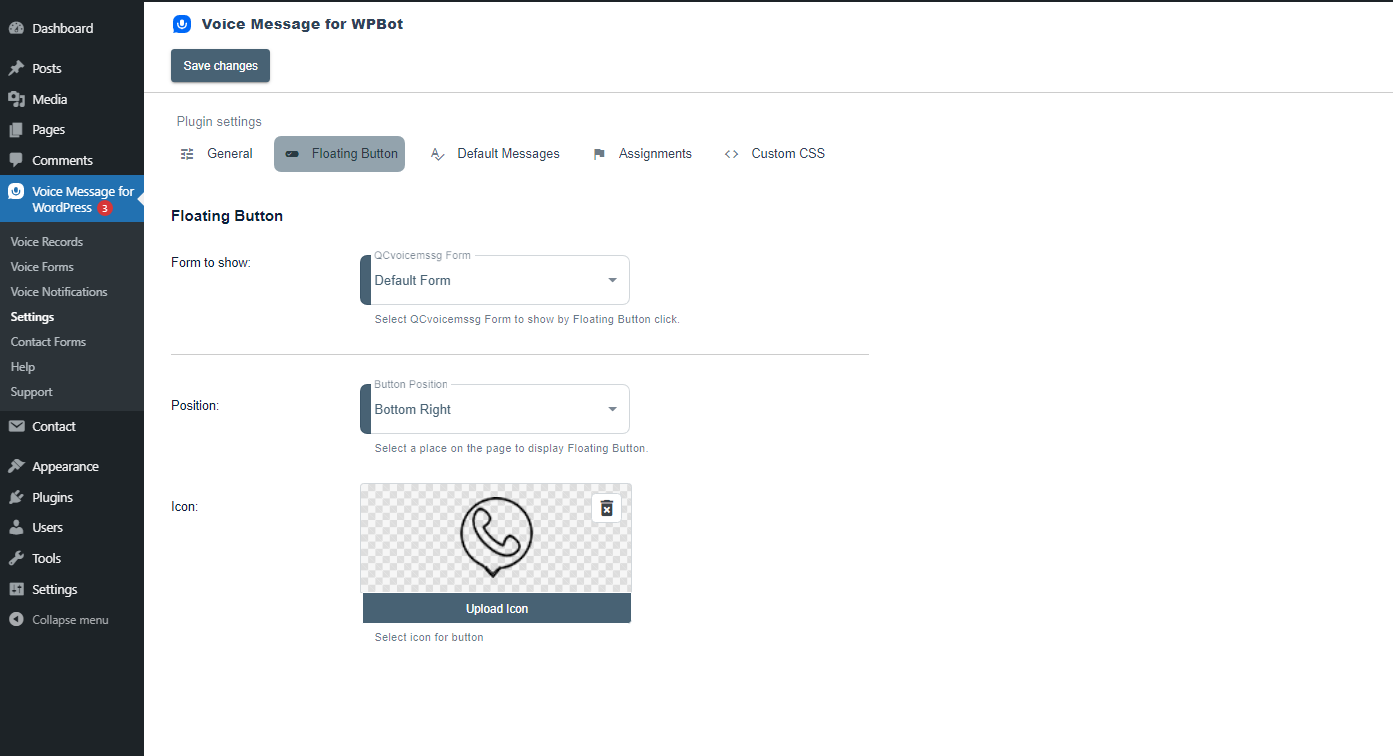 Dashboard
Posts
Media
Pages
Comments
Voice Message for
WordPress 3
Voice Records
Voice Forms
Voice Notifications
Settings
Contact Forms
Help
Support
Contact
Appearance
Plugins
Users
Tools
Settings
Collapse menu
Voice Message for WPBot
Save changes
Plugin settings
General
Floating Button
Default Messages
Assignments
Custom CSS
Floating Button
Form to show:
QCvoicemssg Form
Default Form
Select QCvoicemssg Form to show by Floating Button click.
Position:
Button Position
Bottom Right
Select a place on the page to display Floating Button.
Icon:
Upload Icon
Select icon for button